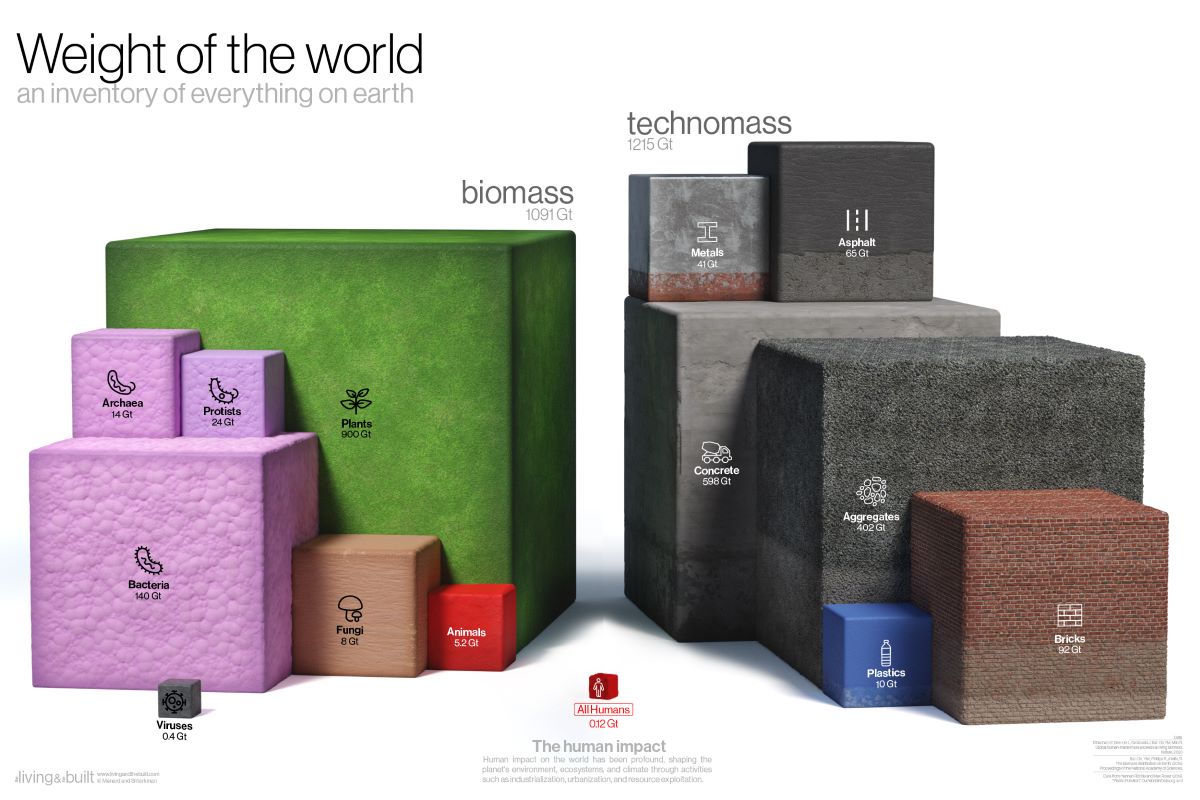 Weight of the world
an inventory of everything on earth
technomass
1215 Gt
biomass
1091 Gt
Metals
41 Gt
Asphalt
65 Gt
Archaea
14 Gt
Protists
24 Gt
Plants
900 Gt
Concrete
598 Gt
Aggregates
402 Gt
Bacteria
140 Gt
Fungi
8 Gt
Animals
5.2 Gt
Plastics
10 Gt
Bricks
92 Gt
Viruses
0.4 Gt
All Humans
0.12 Gt
The human impact
Human impact on the world has been profound, shaping the
planet's environment, ecosystems, and climate through activities
such as industrialization, urbanization, and resource exploitation.
living & built